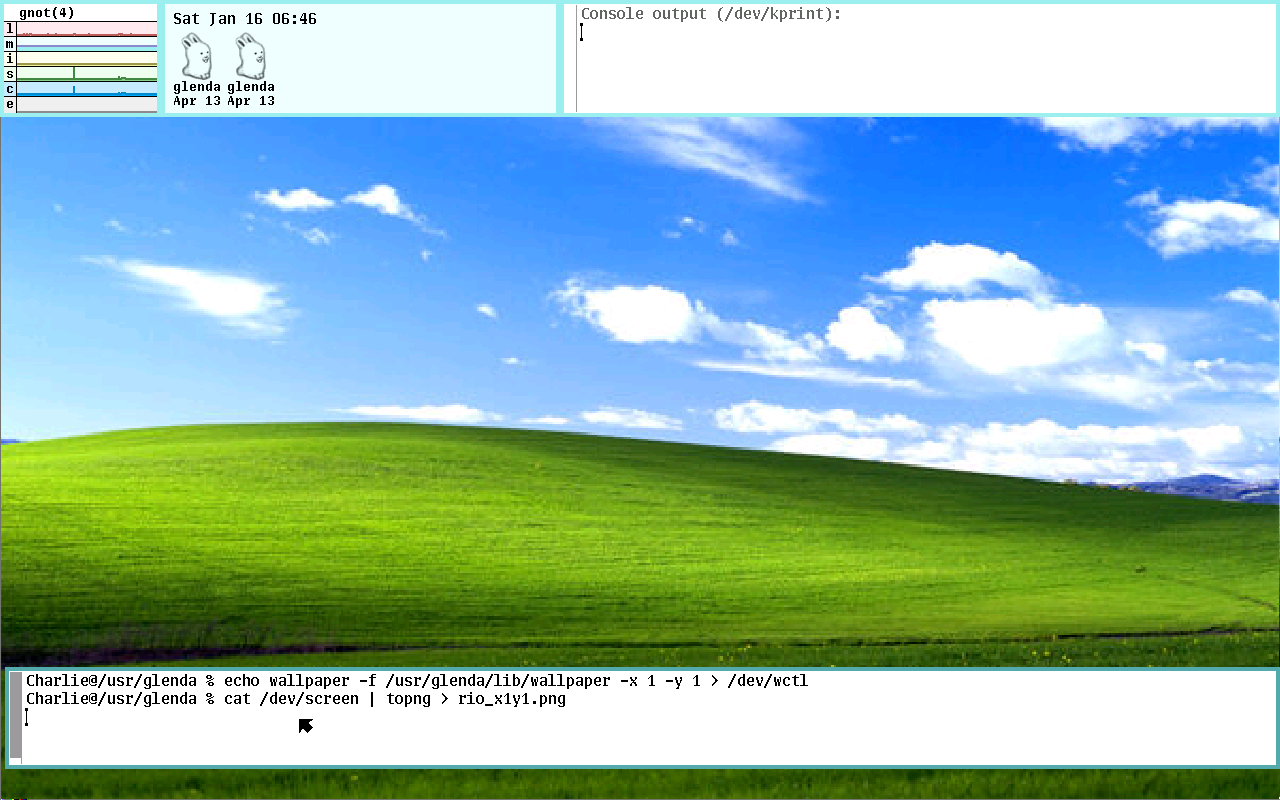 gnot(4)
l
m
i
s
c
e
Sat Jan 16 06:46
glenda glenda
Apr 13 Apr 13
Console output (/dev/kprint):
Charlie@/usr/glenda % echo wallpaper -f /usr/glenda/lib/wallpaper -x 1 -y 1 > /dev/wctl
Charlie@/usr/glenda % cat /dev/screen | topng > rio_x1y1.png